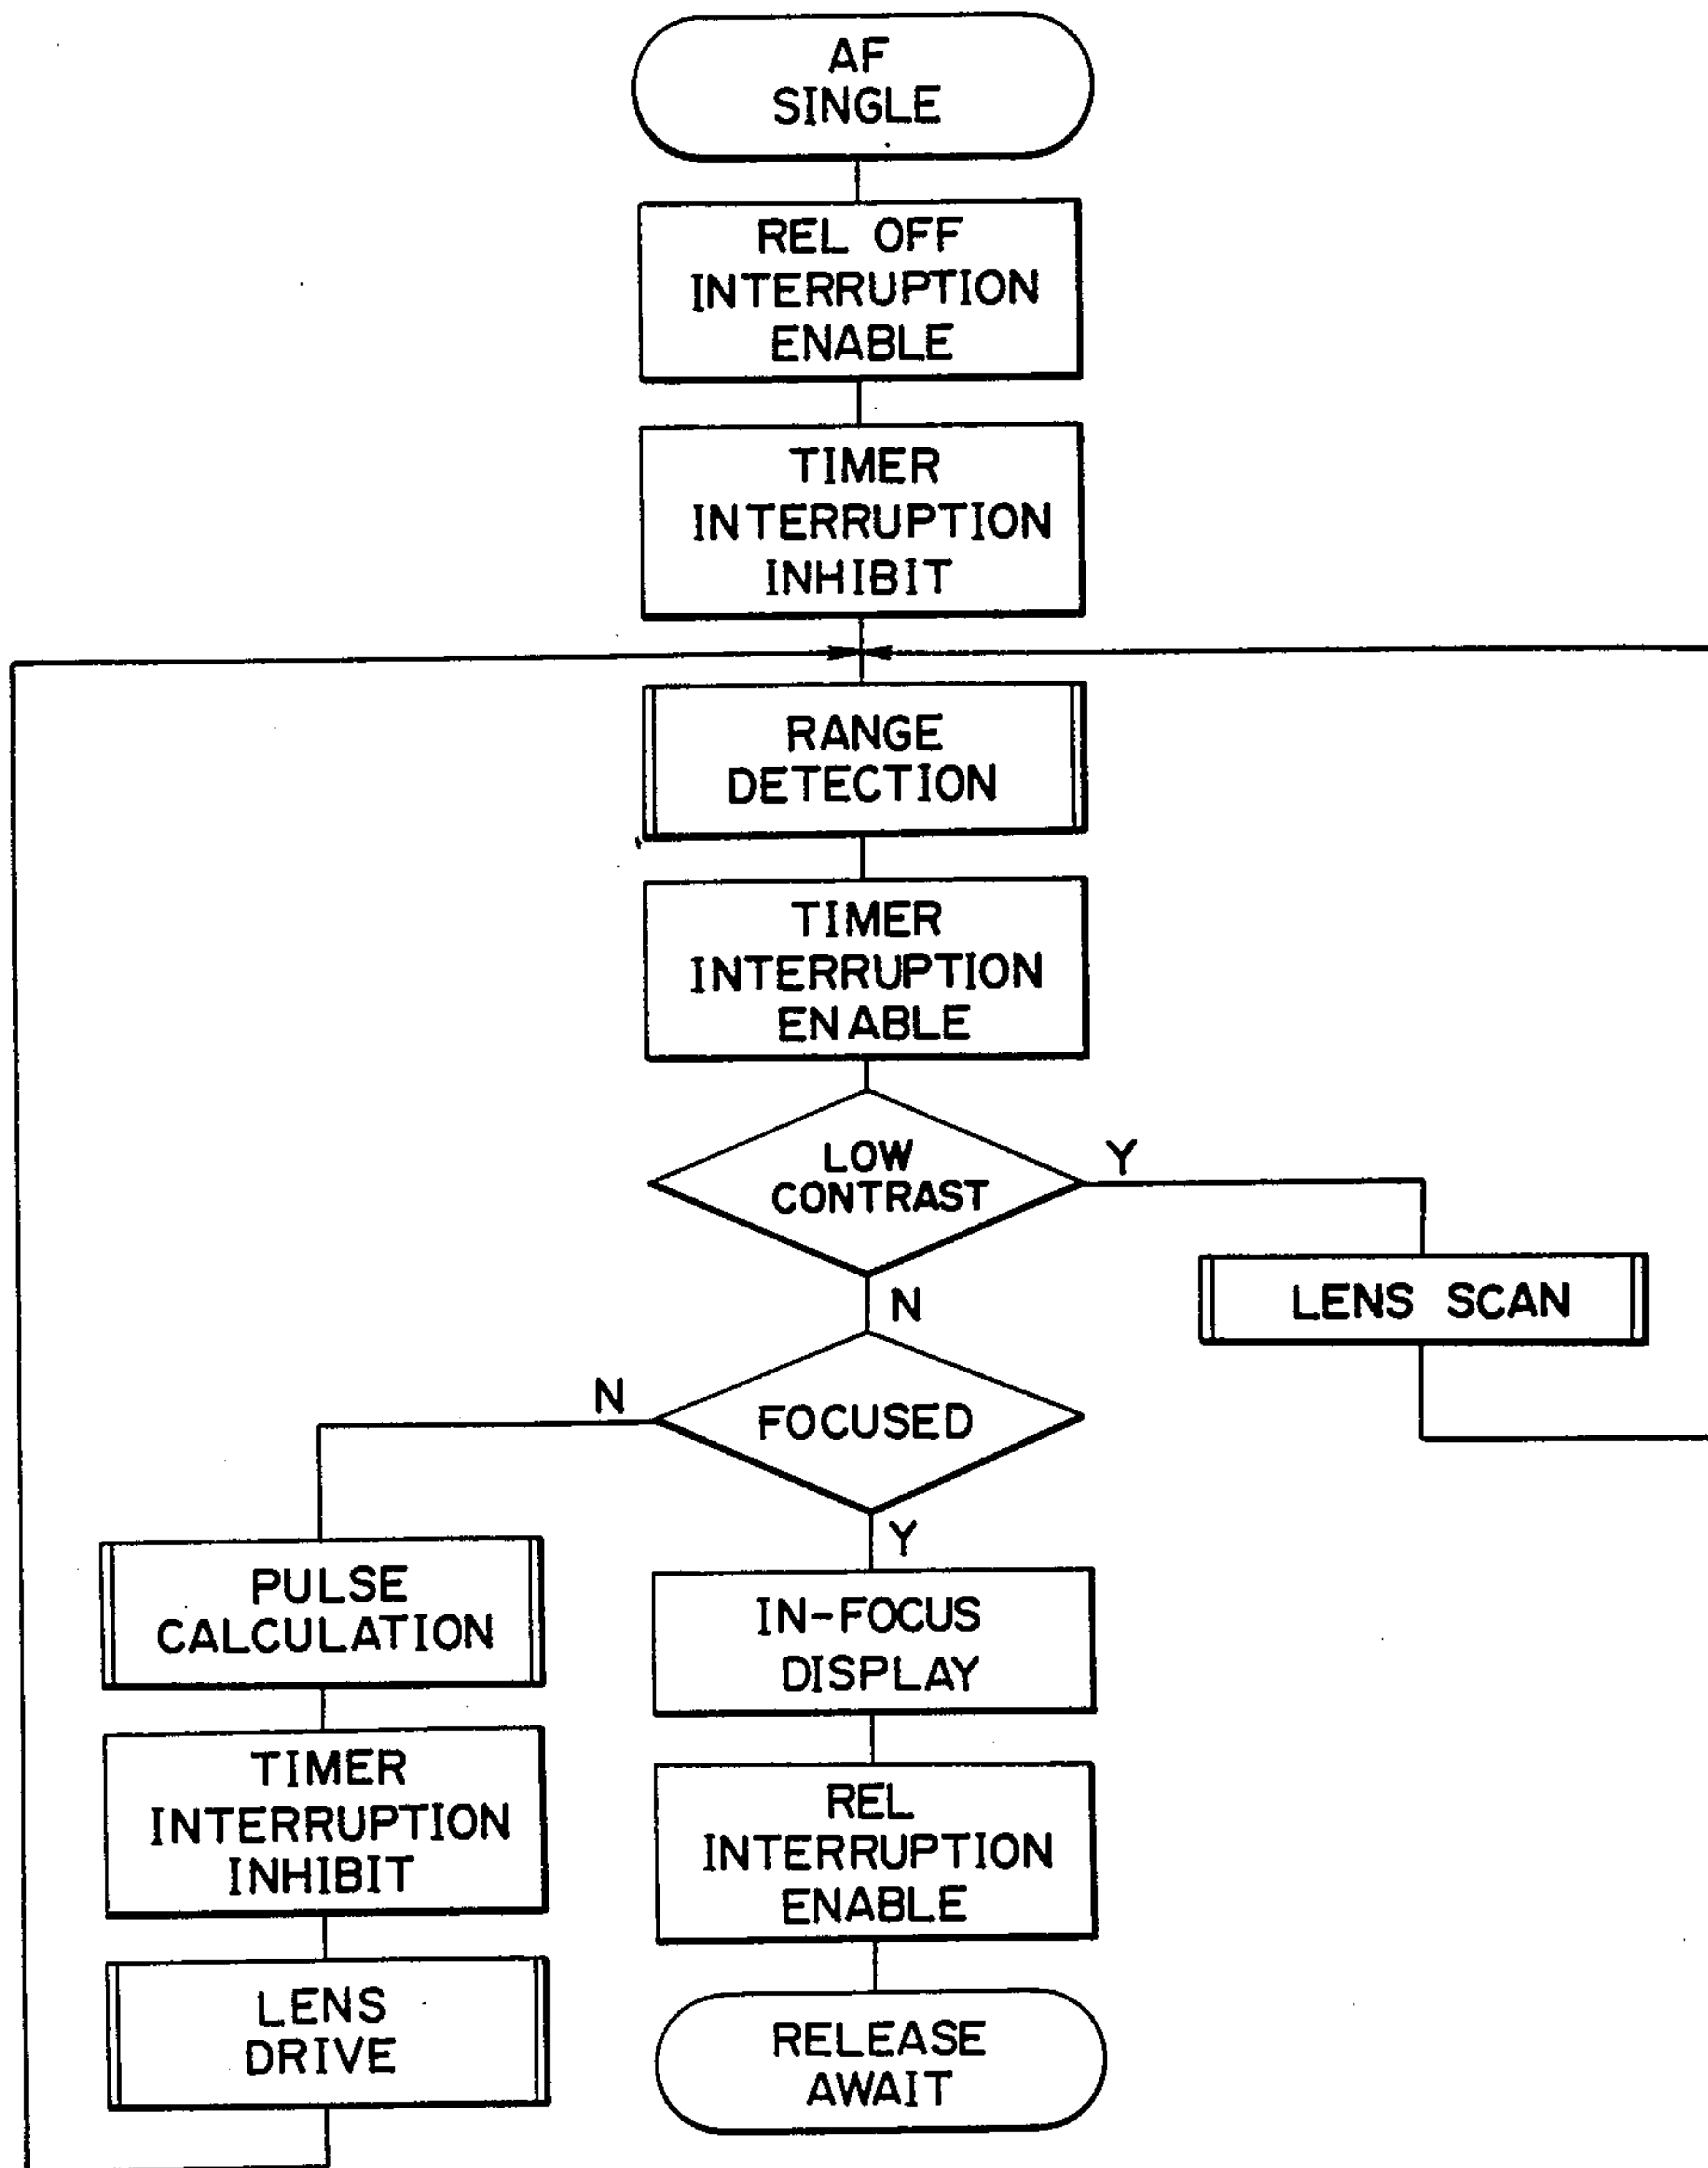 AF
SINGLE
REL OFF
INTERRUPTION
ENABLE
TIMER
INTERRUPTION
INHIBIT
RANGE
DETECTION
TIMER
INTERRUPTION
ENABLE
LOW
CONTRAST
Y
N
LENS SCAN
FOCUSED
N
Y
PULSE
CALCULATION
TIMER
INTERRUPTION
INHIBIT
LENS
DRIVE
IN-FOCUS
DISPLAY
REL
INTERRUPTION
ENABLE
RELEASE
AWAIT